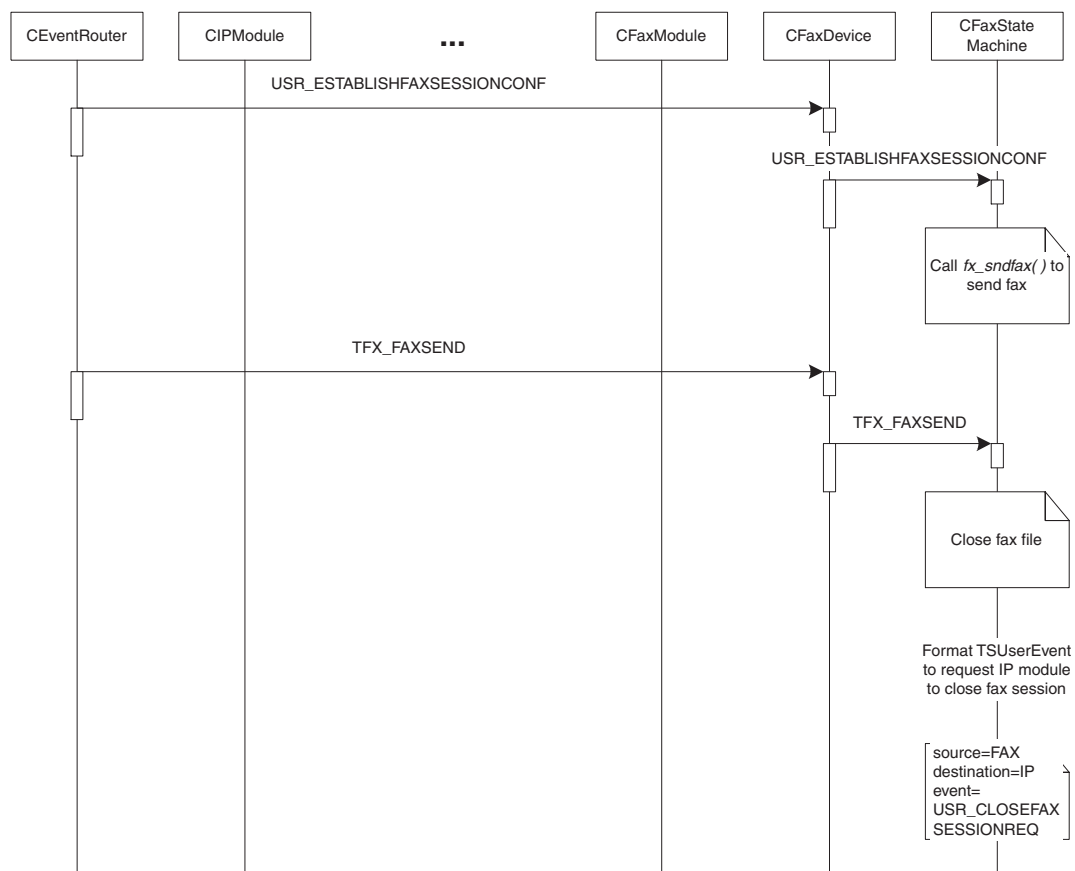 CEventRouter
CIPModule
...
CFaxModule
CFaxDevice
CFaxState
Machine
USR_ESTABLISHFAXSESSIONCONF
USR_ESTABLISHFAXSESSIONCONF
Call fx_sndfax( ) to
send fax
TFX_FAXSEND
TFX_FAXSEND
Close fax file
Format TSUserEvent
to request IP module
to close fax session
source=FAX
destination=IP
event=
USR_CLOSEFAX
SESSIONREQ